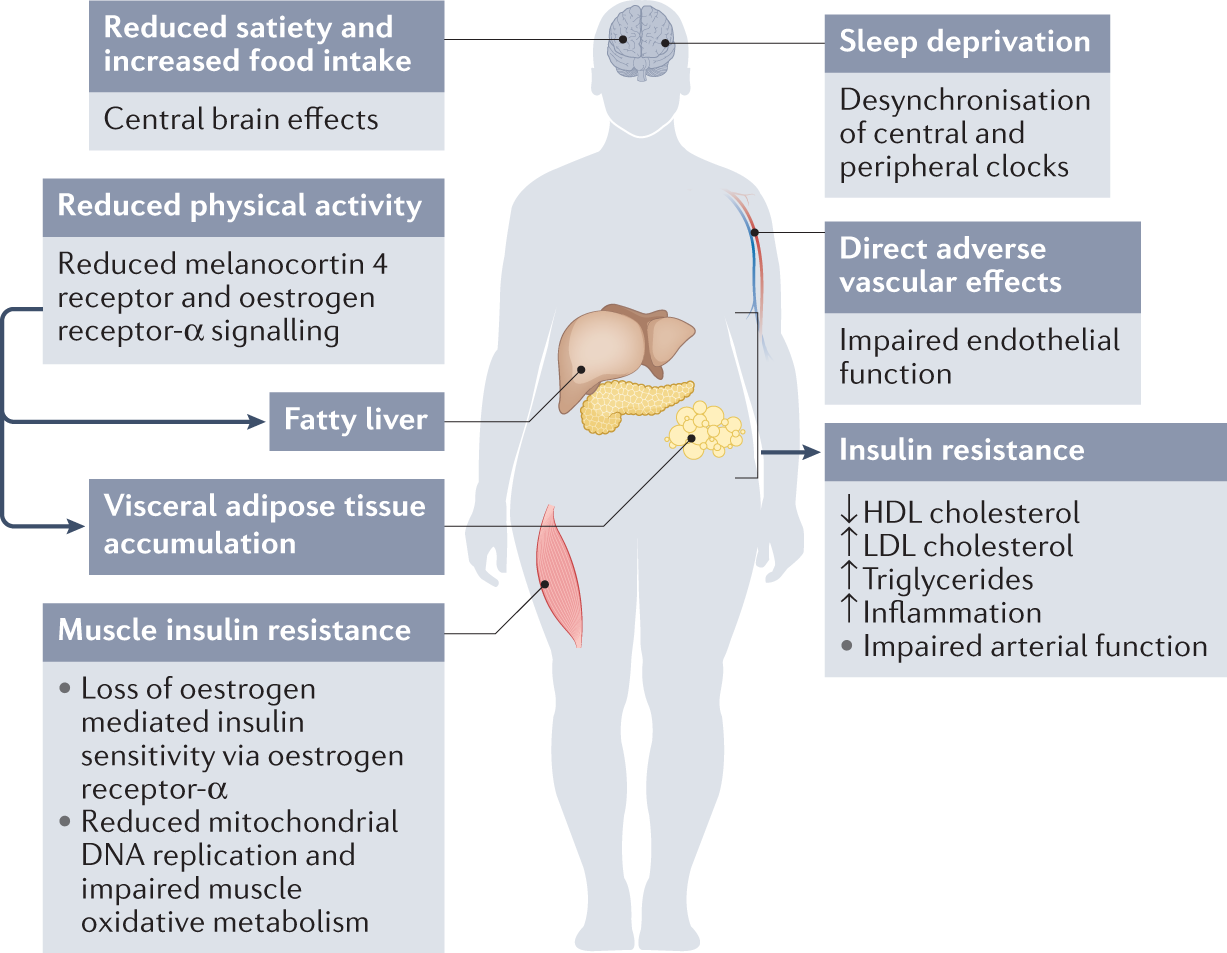 Reduced satiety and
increased food intake
Central brain effects
Reduced physical activity
Reduced melanocortin 4
receptor and oestrogen
receptor-α signalling
Fatty liver
Visceral adipose tissue
accumulation
Muscle insulin resistance
• Loss of oestrogen
mediated insulin
sensitivity via oestrogen
receptor-α
• Reduced mitochondrial
DNA replication and
impaired muscle
oxidative metabolism
Sleep deprivation
Desynchronisation
of central and
peripheral clocks
Direct adverse
vascular effects
Impaired endothelial
function
Insulin resistance
↓ HDL cholesterol
↑ LDL cholesterol
↑ Triglycerides
↑ Inflammation
• Impaired arterial function